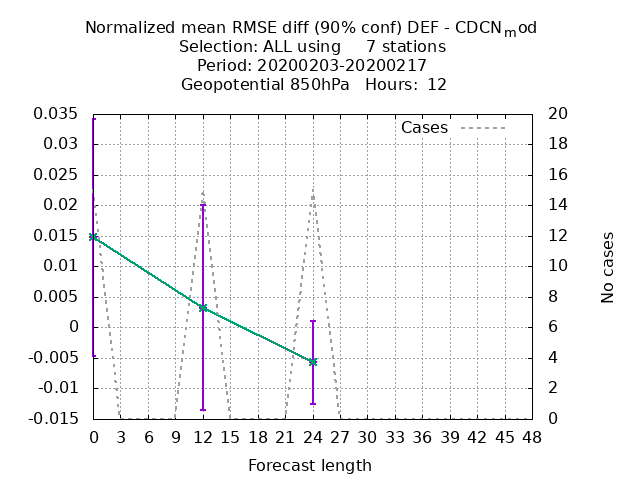 Normalized mean RMSE diff (90% conf) DEF - CDCNmod
Selection: ALL using 7 stations
Period: 20200203-20200217
Geopotential 850hPa Hours: 12
Cases
0.035
0.03
0.025
0.02
0.015
0.01
0.005
0
-0.005
-0.01
-0.015
20
18
16
14
12
10
8
6
4
2
0
No cases
0 3 6 9 12 15 18 21 24 27 30 33 36 39 42 45 48
Forecast length